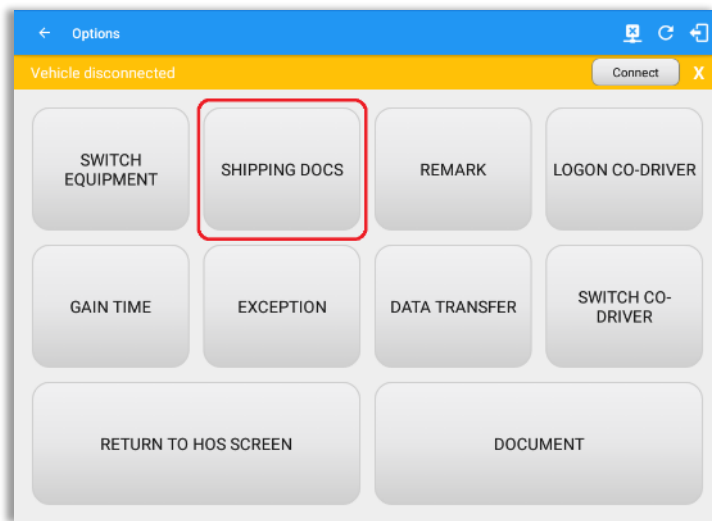 Options
Vehicle disconnected
Connect
X
SWITCH
EQUIPMENT
SHIPPING DOCS
REMARK
LOGON CO-DRIVER
GAIN TIME
EXCEPTION
DATA TRANSFER
SWITCH CO-
DRIVER
RETURN TO HOS SCREEN
DOCUMENT